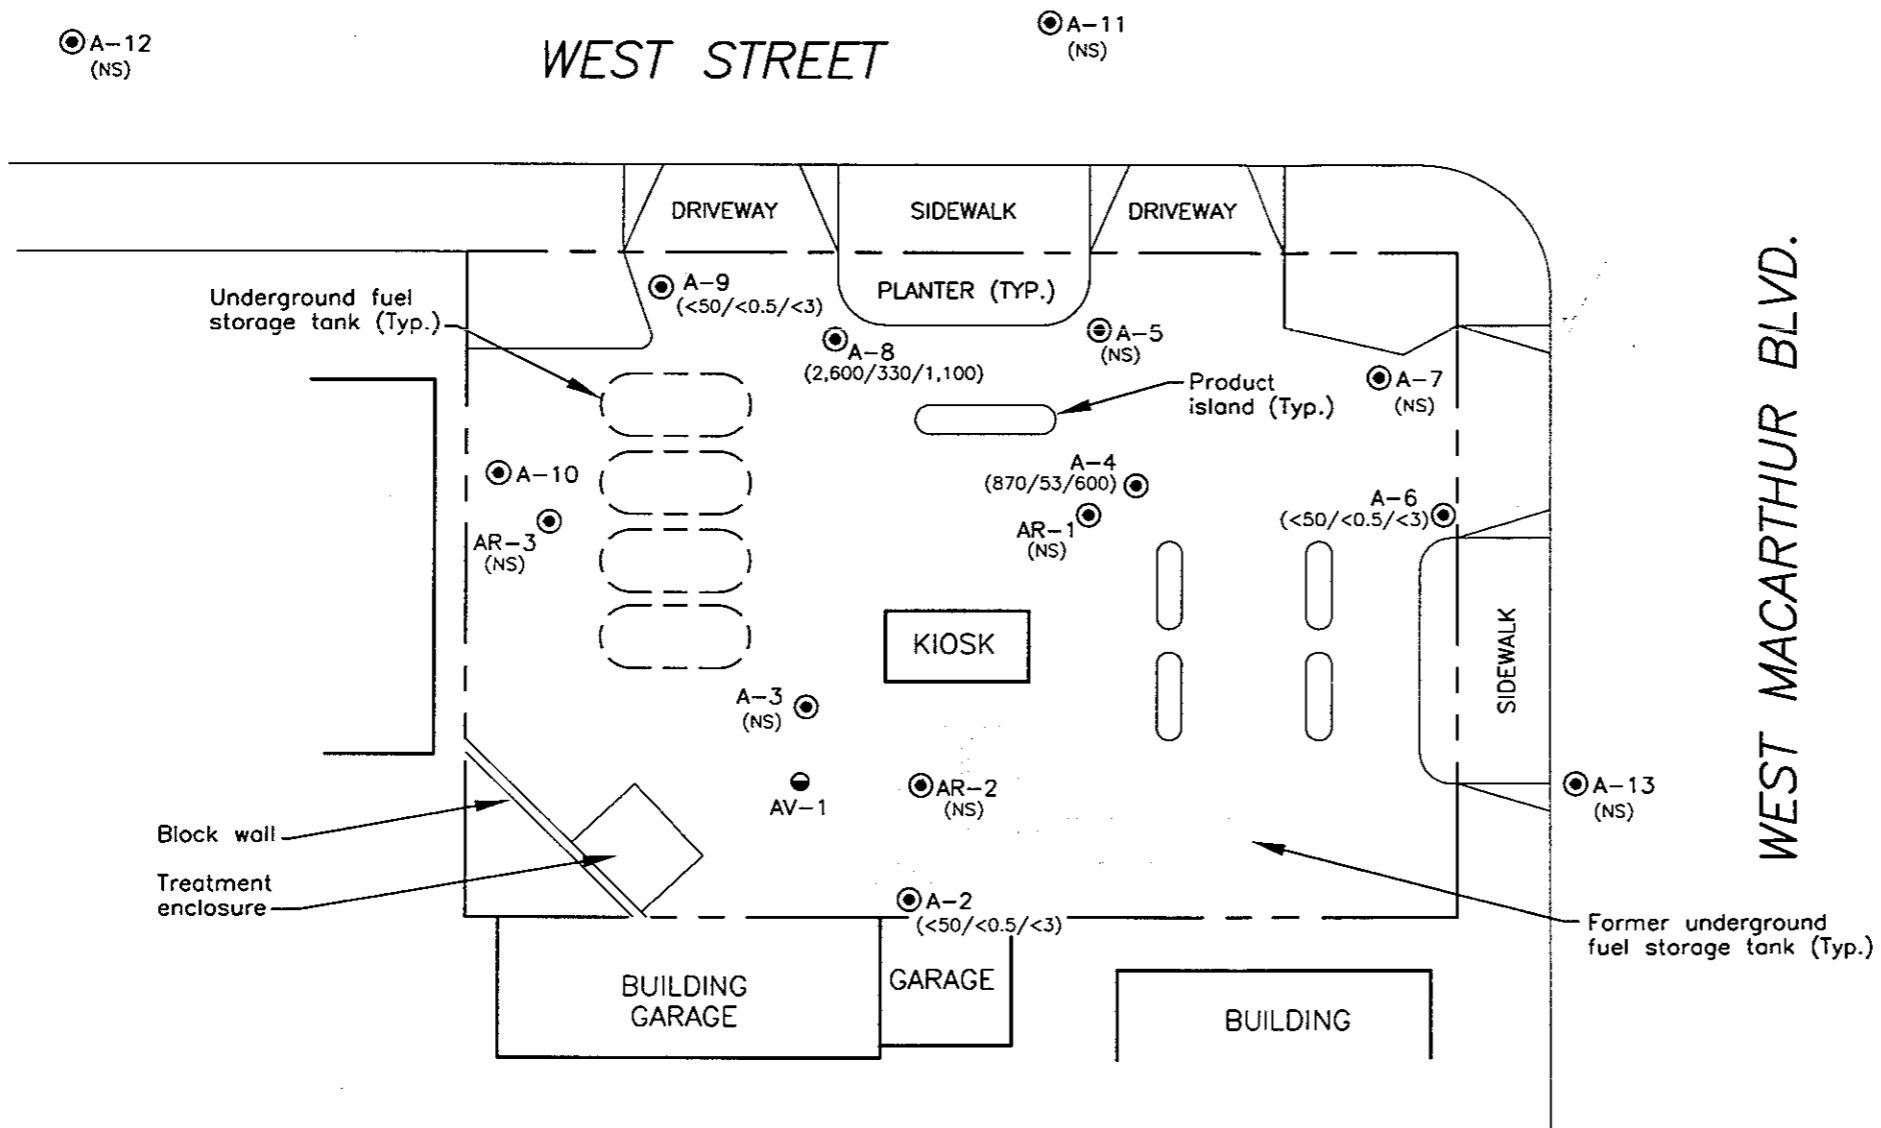 A-12
(NS)
WEST STREET
A-11
(NS)
DRIVEWAY
SIDEWALK
DRIVEWAY
PLANTER (TYP.)
Underground fuel
storage tank (Typ.)
A-9
(<50/<0.5/<3)
A-8
(2,600/330/1,100)
A-5
(NS)
A-7
(NS)
Product
island (Typ.)
WEST MACARTHUR BLVD.
A-10
AR-3
(NS)
A-4
(870/53/600)
AR-1
(NS)
A-6
(<50/<0.5/<3)
KIOSK
SIDEWALK
A-3
(NS)
AV-1
AR-2
(NS)
A-13
(NS)
Block wall
Treatment
enclosure
A-2
(<50/<0.5/<3)
Former underground
fuel storage tank (Typ.)
BUILDING
GARAGE
GARAGE
BUILDING